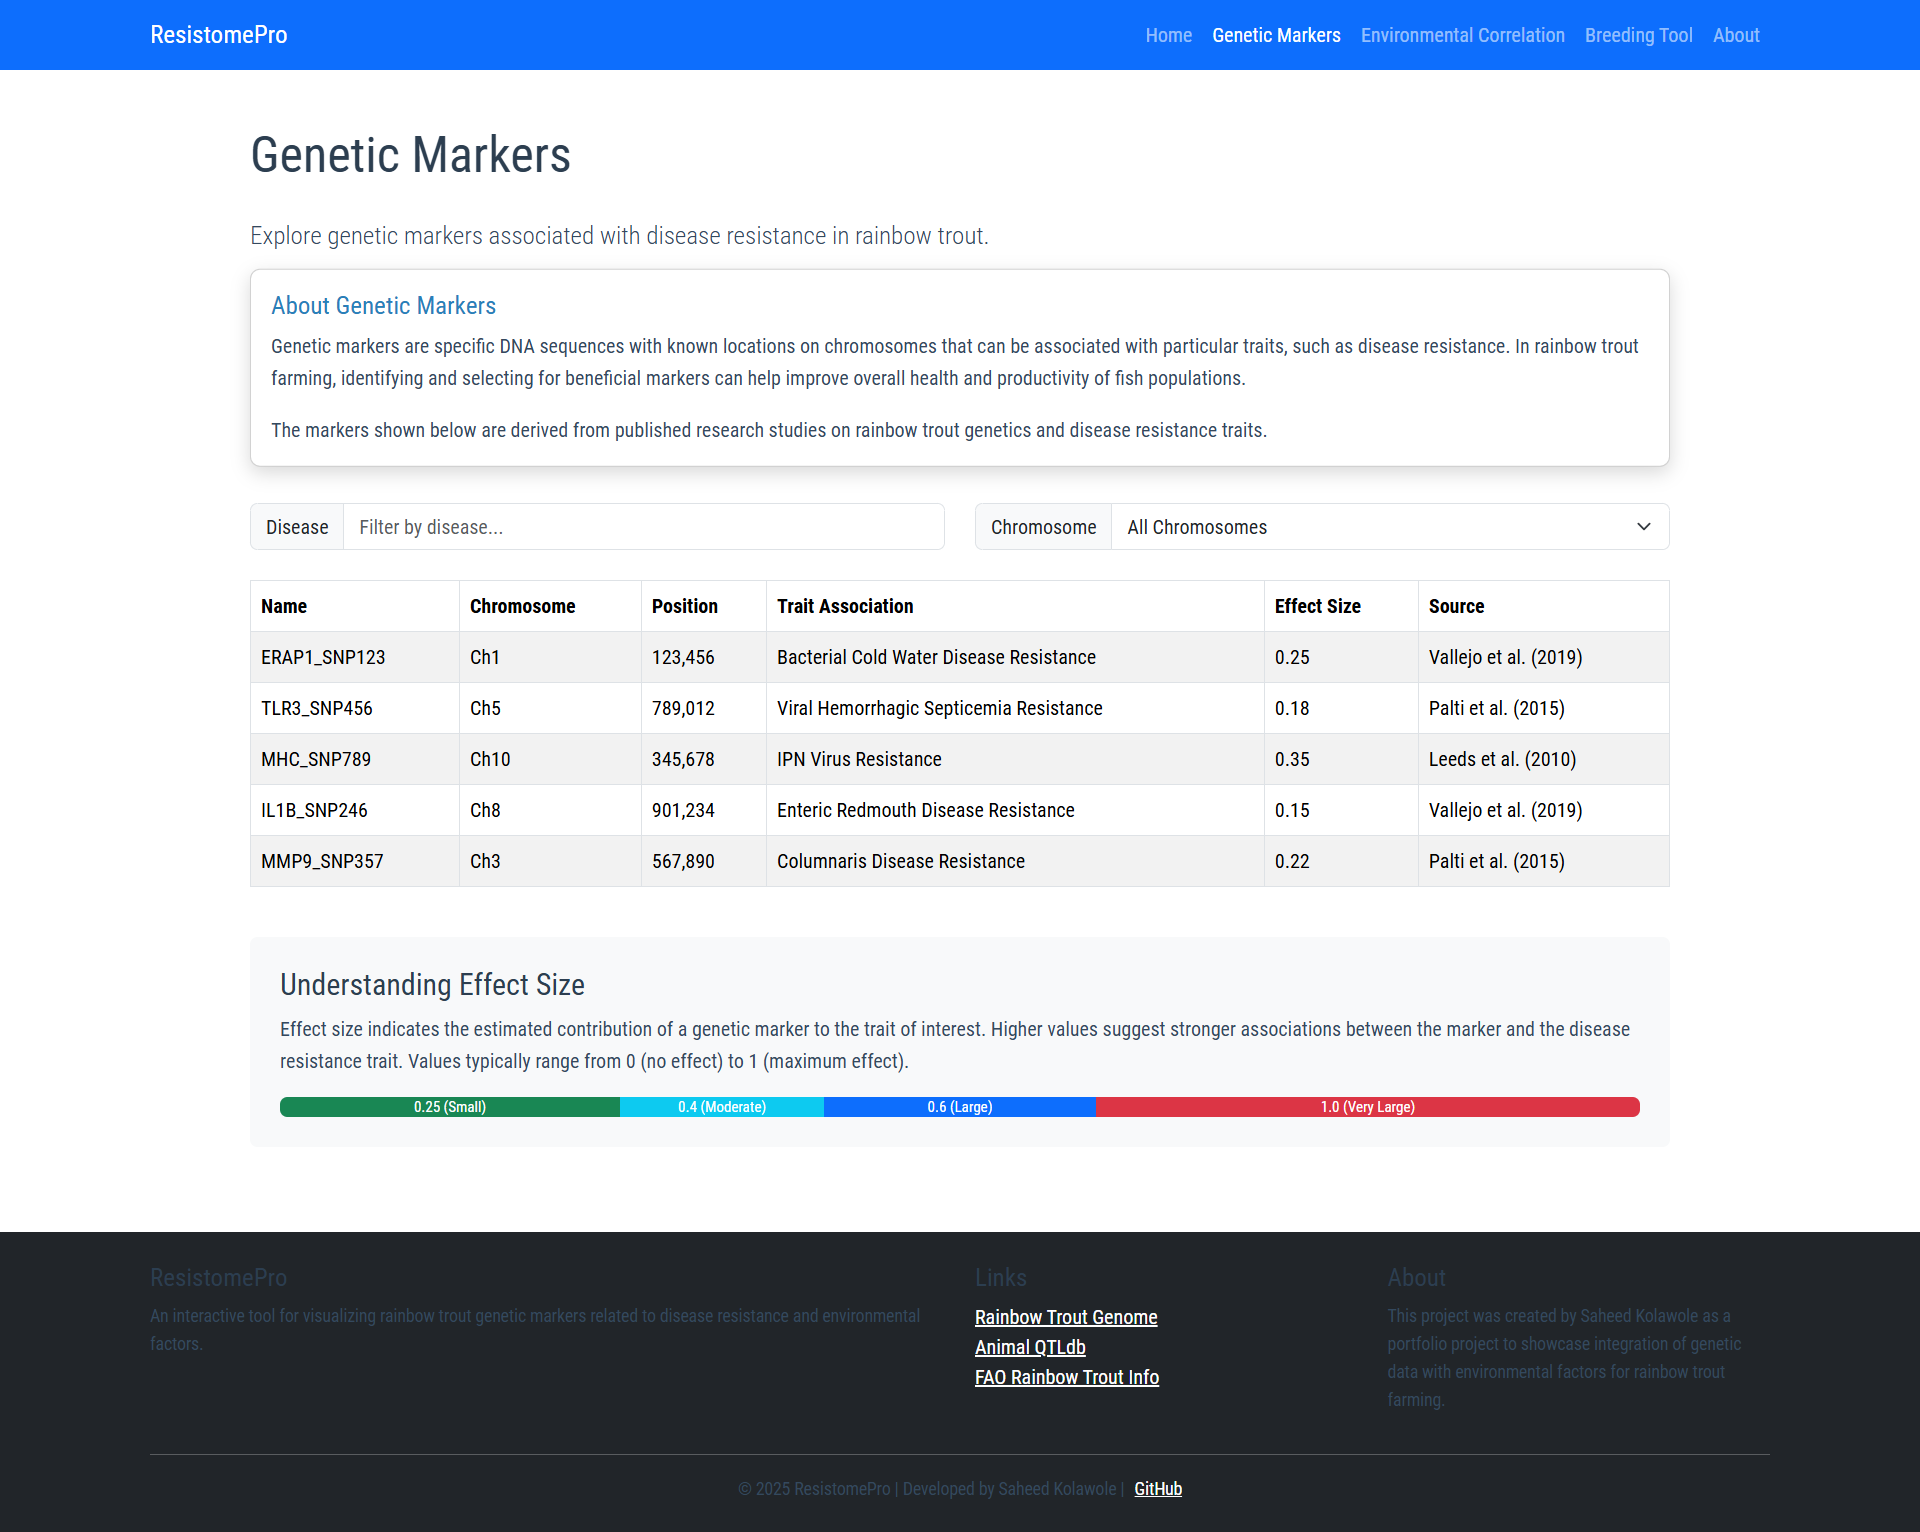 ResistomePro
Home Genetic Markers Environmental Correlation Breeding Tool About
Genetic Markers
Explore genetic markers associated with disease resistance in rainbow trout.
About Genetic Markers
Genetic markers are specific DNA sequences with known locations on chromosomes that can be associated with particular traits, such as disease resistance. In rainbow trout
farming, identifying and selecting for beneficial markers can help improve overall health and productivity of fish populations.
The markers shown below are derived from published research studies on rainbow trout genetics and disease resistance traits.
Disease Filter by disease... Chromosome All Chromosomes
Name Chromosome Position Trait Association Effect Size Source
ERAP1_SNP123 Ch1 123,456 Bacterial Cold Water Disease Resistance 0.25 Vallejo et al. (2019)
TLR3_SNP456 Ch5 789,012 Viral Hemorrhagic Septicemia Resistance 0.18 Palti et al. (2015)
MHC_SNP789 Ch10 345,678 IPN Virus Resistance 0.35 Leeds et al. (2010)
IL1B_SNP246 Ch8 901,234 Enteric Redmouth Disease Resistance 0.15 Vallejo et al. (2019)
MMP9_SNP357 Ch3 567,890 Columnaris Disease Resistance 0.22 Palti et al. (2015)
Understanding Effect Size
Effect size indicates the estimated contribution of a genetic marker to the trait of interest. Higher values suggest stronger associations between the marker and the disease
resistance trait. Values typically range from 0 (no effect) to 1 (maximum effect).
0.25 (Small) 0.4 (Moderate) 0.6 (Large) 1.0 (Very Large)
ResistomePro
An interactive tool for visualizing rainbow trout genetic markers related to disease resistance and environmental
factors.
Links
Rainbow Trout Genome
Animal QTLdb
FAO Rainbow Trout Info
About
This project was created by Saheed Kolawole as a
portfolio project to showcase integration of genetic
data with environmental factors for rainbow trout
farming.
© 2025 ResistomePro | Developed by Saheed Kolawole | GitHub